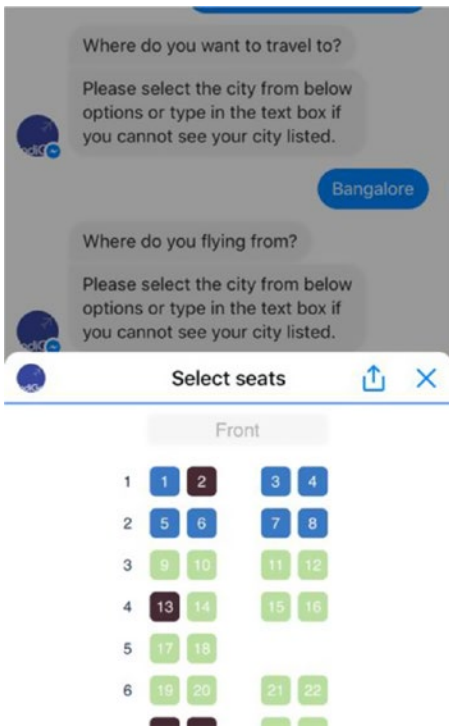 Where do you want to travel to?
Please select the city from below
options or type in the text box if
you cannot see your city listed.
Bangalore
Where do you flying from?
Please select the city from below
options or type in the text box if
you cannot see your city listed.
Select seats
Front
1 1 2 3 4
2 5 6 7 8
3 9 10 11 12
4 13 14 15 16
5 17 18
6 19 20 21 22